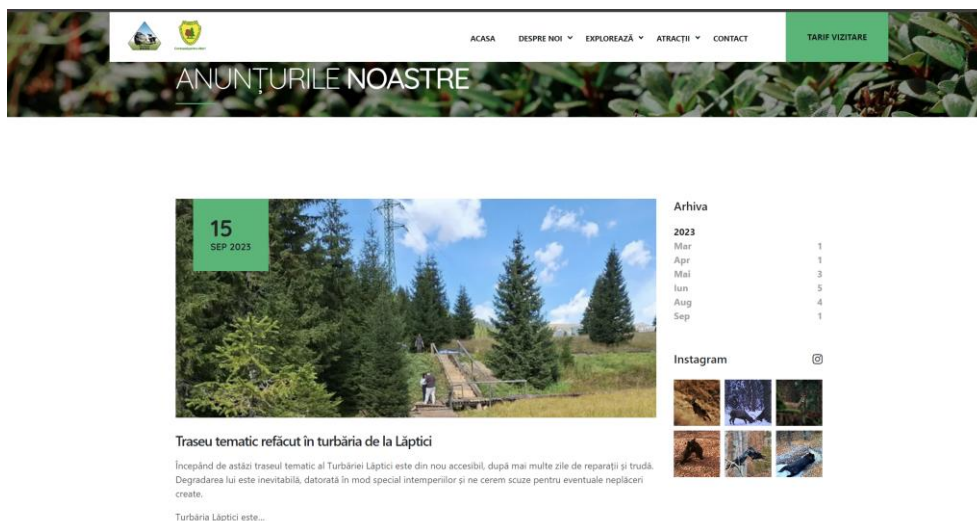 ACASA DESPRE NOI EXPLOREAZĂ ATRACȚII CONTACT TARIF VIZITARE
ANUNȚURILE NOASTRE
15
SEP 2023
Traseu tematic refăcut în turbăria de la Lăptici
Începând de astăzi traseul tematic al Turbăriei Lăptici este din nou accesibil, după mai multe zile de reparații și trudă.
Degradarea lui este inevitabilă, datorată în mod special intemperiilor și ne cerem scuze pentru eventuale neplăceri
create.
Turbăria Lăptici este...
Arhiva
2023
Mar 1
Apr 1
Mai 3
Iun 5
Aug 4
Sep 1
Instagram